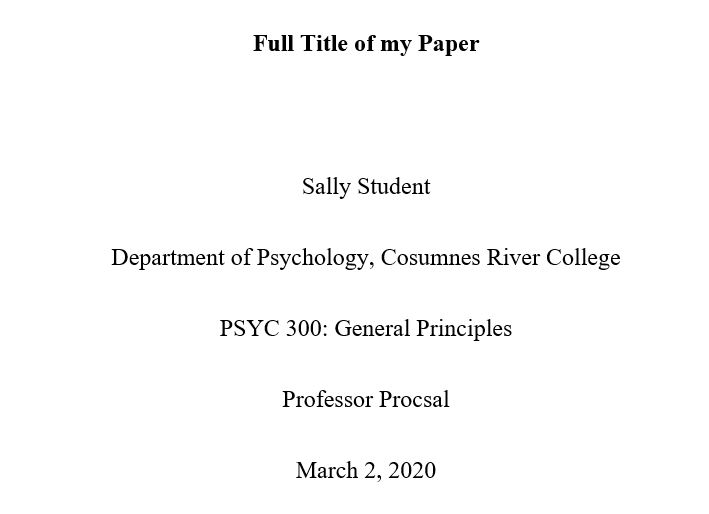 Full Title of my Paper
Sally Student
Department of Psychology, Cosumnes River College
PSYC 300: General Principles
Professor Procsal
March 2, 2020